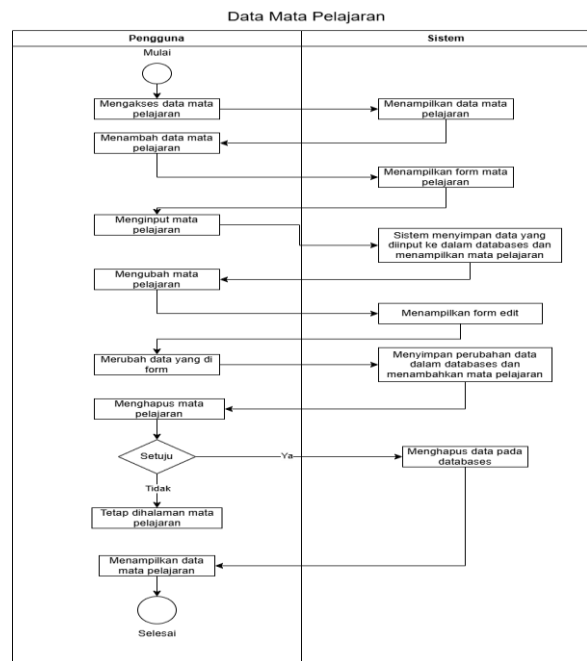 Data Mata Pelajaran
Pengguna
Sistem
Mulai
Mengakses data mata
pelajaran
Menampilkan data mata
pelajaran
Menambah data mata
pelajaran
Menampilkan form mata
pelajaran
Menginput mata
pelajaran
Sistem menyimpan data yang
diinput ke dalam databases dan
menampilkan mata pelajaran
Mengubah mata
pelajaran
Menampilkan form edit
Merubah data yang di
form
Menyimpan perubahan data
dalam databases dan
menambahkan mata pelajaran
Menghapus mata
pelajaran
Setuju
Ya
Menghapus data pada
databases
Tidak
Tetap dihalaman mata
pelajaran
Menampilkan data
mata pelajaran
Selesai